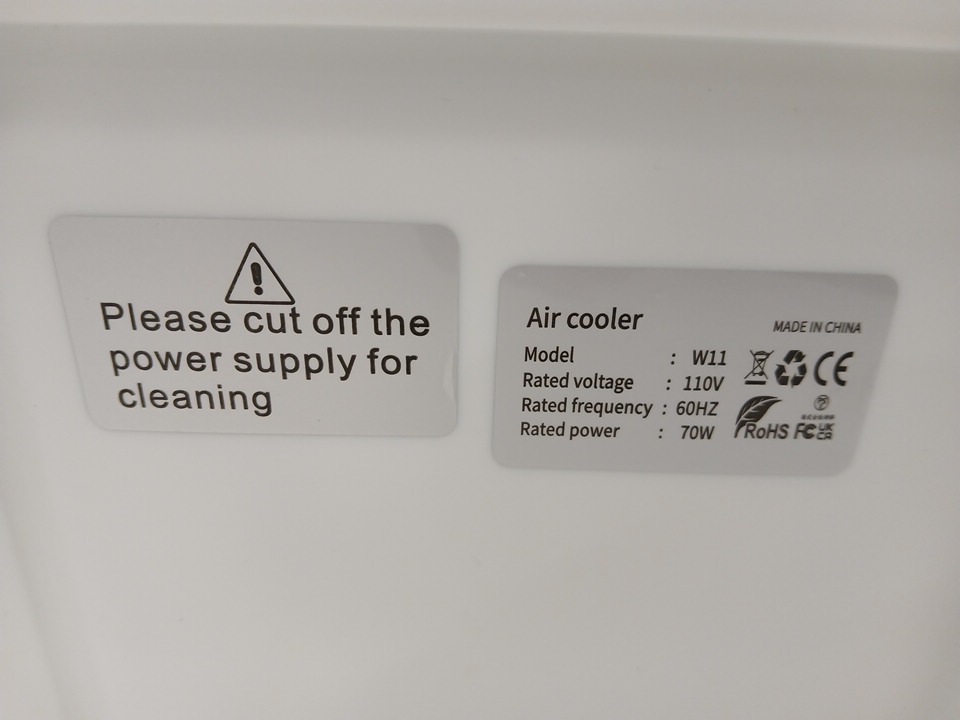 Please cut off the
power supply for
cleaning
Air cooler
MADE IN CHINA
Model : W11
Rated voltage : 110V
Rated frequency : 60HZ
Rated power : 70W
CE
RoHS FC UK
CA